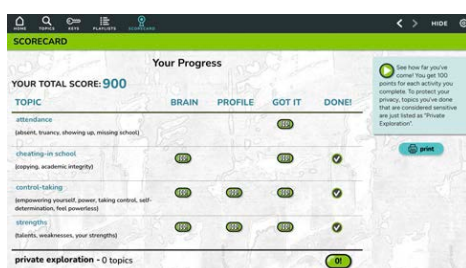 HOME TOPICS KEYS PLAYLISTS SCORECARD HIDE
SCORECARD
Your Progress
YOUR TOTAL SCORE: 900
TOPIC BRAIN PROFILE GOT IT DONE!
attendance
(absent, truancy, showing up, missing school)
cheating-in school
(copying, academic integrity)
control-taking
(empowering yourself, power, taking control, self-
determination, feel powerless)
strengths
(talents, weaknesses, your strengths)
private exploration - 0 topics
0!
See how far you've
come! You get 100
points for each activity you
complete. To protect your
privacy, topics you've done
that are considered sensitive
are just listed as "Private
Exploration".
print